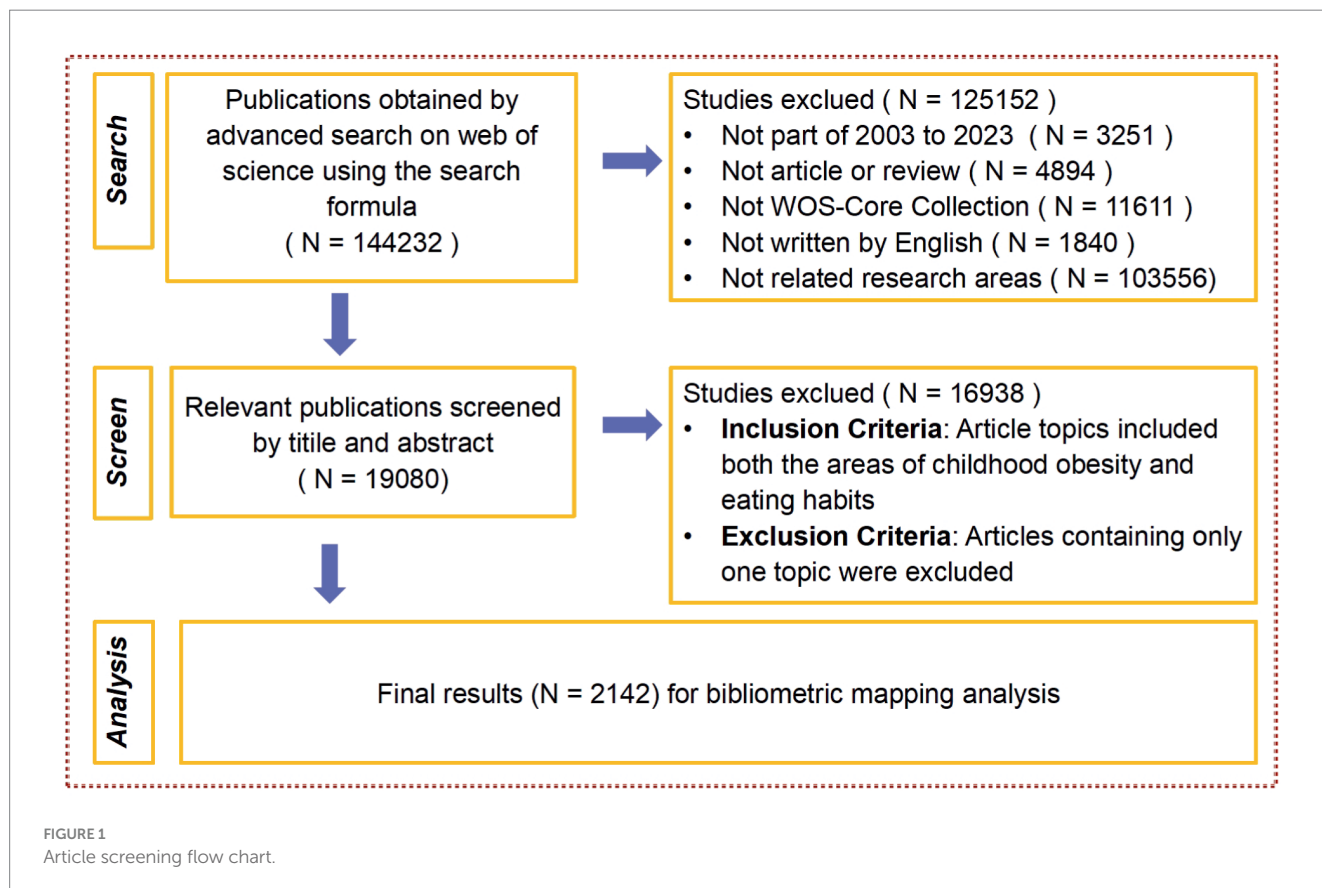 Search
Publications obtained by
advanced search on web of
science using the search
formula
( N = 144232 )
Studies exclued ( N = 125152 )
• Not part of 2003 to 2023 ( N = 3251 )
• Not article or review ( N = 4894 )
• Not WOS-Core Collection ( N = 11611 )
• Not written by English ( N = 1840 )
• Not related research areas ( N = 103556)
Screen
Relevant publications screened
by titile and abstract
( N = 19080)
Studies exclued ( N = 16938 )
• Inclusion Criteria: Article topics included
both the areas of childhood obesity and
eating habits
• Exclusion Criteria: Articles containing only
one topic were excluded
Analysis
Final results (N = 2142) for bibliometric mapping analysis
FIGURE 1
Article screening flow chart.